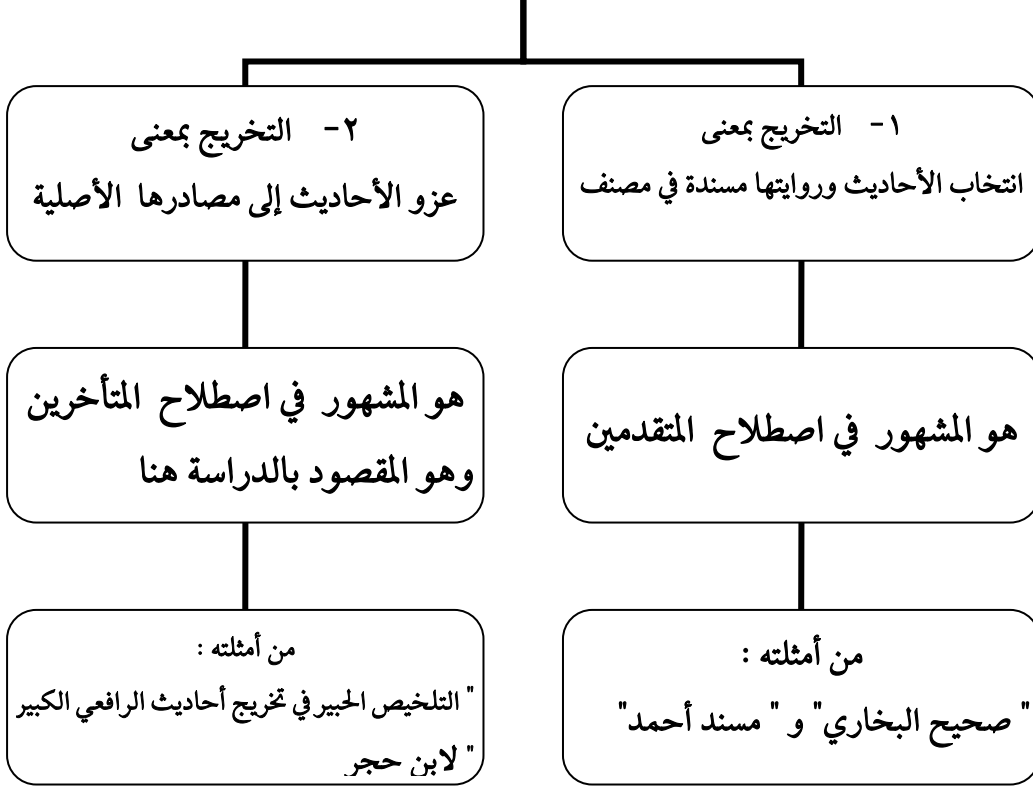 ١- التخريج بمعنى
انتخاب الأحاديث وروايتها مسندة في مصنف
هو المشهور في اصطلاح المتقدمين
من أمثلته :
" صحيح البخاري" و " مسند أحمد"
٢- التخريج بمعنى
عزو الأحاديث إلى مصادرها الأصلية
هو المشهور في اصطلاح المتأخرين
وهو المقصود بالدراسة هنا
من أمثلته :
" التلخيص الحبير في تخريج أحاديث الرافعي الكبير
" لابن حجر